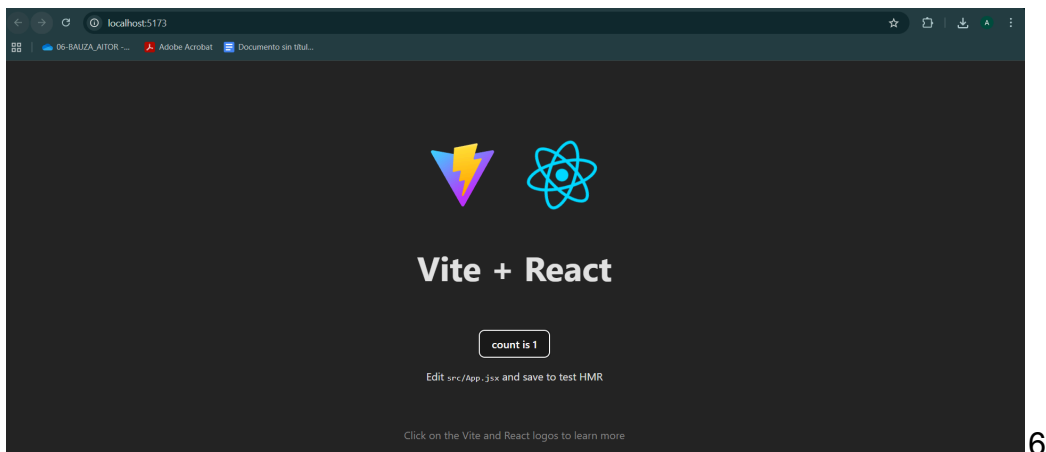 localhost:5173
06-BAUZA_AITOR -... Adobe Acrobat Documento sin títul...
A
Vite + React
count is 1
Edit src/App.jsx and save to test HMR
Click on the Vite and React logos to learn more
6